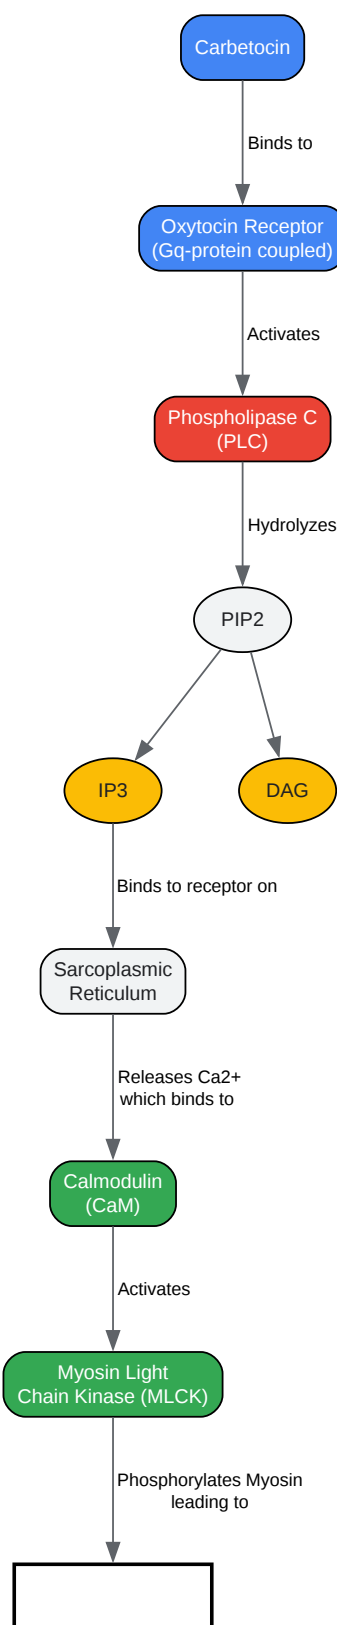 Carbetocin
Binds to
Oxytocin Receptor
(Gq-protein coupled)
Activates
Phospholipase C
(PLC)
Hydrolyzes
PIP2
IP3
DAG
Binds to receptor on
Sarcoplasmic
Reticulum
Releases Ca2+
which binds to
Calmodulin
(CaM)
Activates
Myosin Light
Chain Kinase (MLCK)
Phosphorylates Myosin
leading to